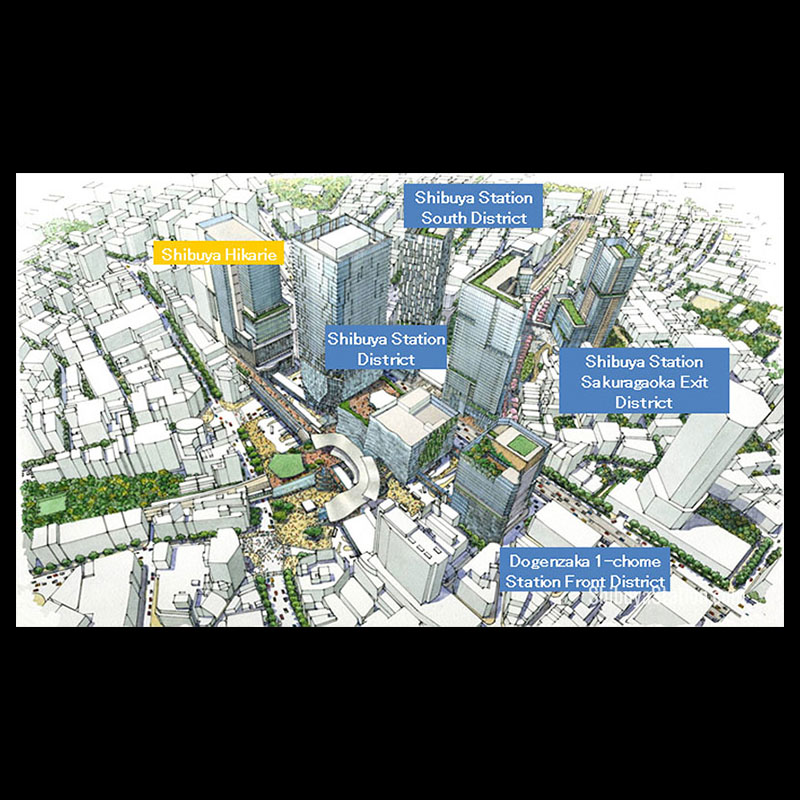 Shibuya Station
South District
Shibuya Hikarie
Shibuya Station
District
Shibuya Station
Sakuragaoka Exit
District
Dogenzaka 1-chome
Station Front District